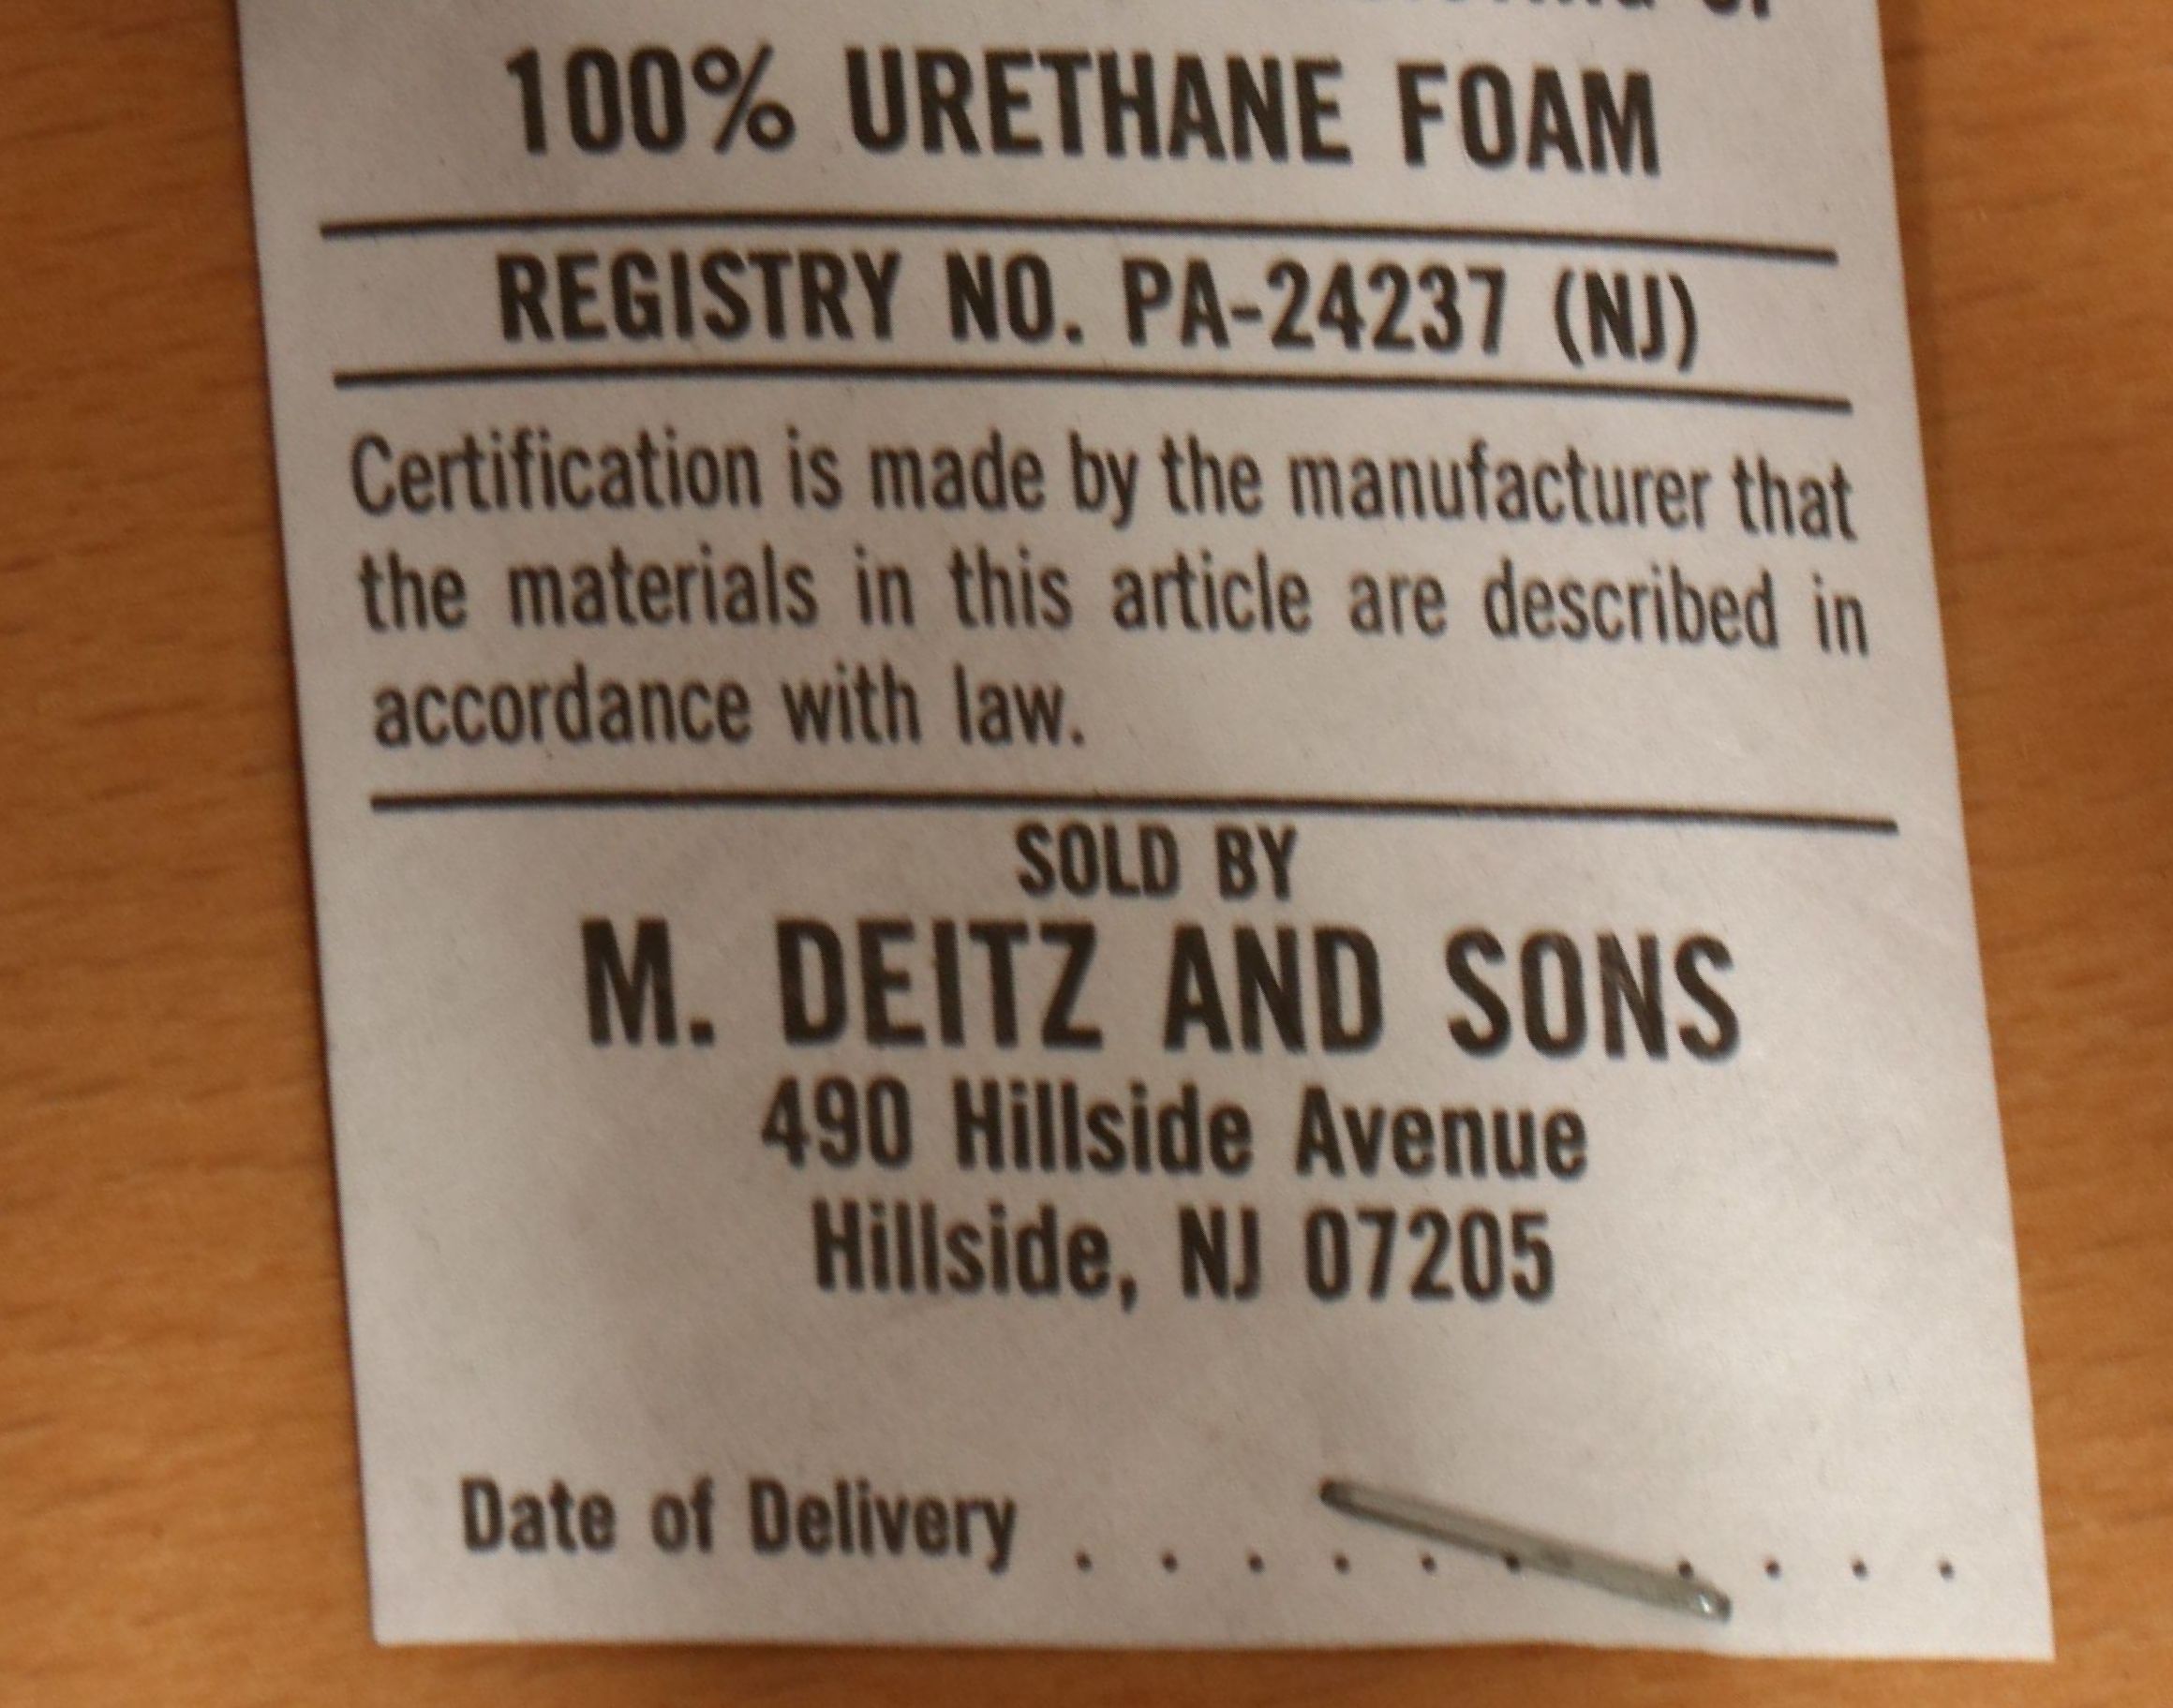 100% URETHANE FOAM
REGISTRY NO. PA-24237 (NJ)
Certification is made by the manufacturer that
the materials in this article are described in
accordance with law.
SOLD BY
M. DEITZ AND SONS
490 Hillside Avenue
Hillside, NJ 07205
Date of Delivery . . . . . . . . . .